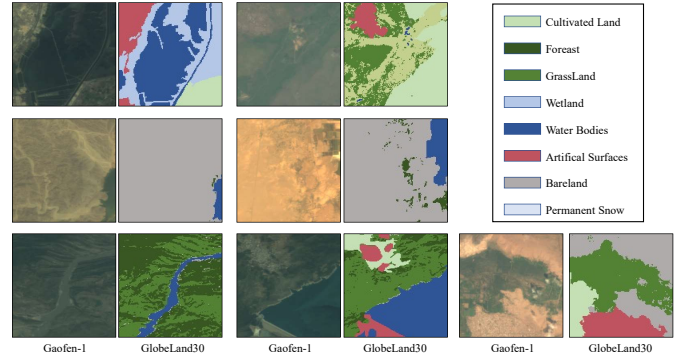 Cultivated Land
Foreast
GrassLand
Wetland
Water Bodies
Artifical Surfaces
Bareland
Permanent Snow
Gaofen-1 GlobeLand30 Gaofen-1 GlobeLand30 Gaofen-1 GlobeLand30